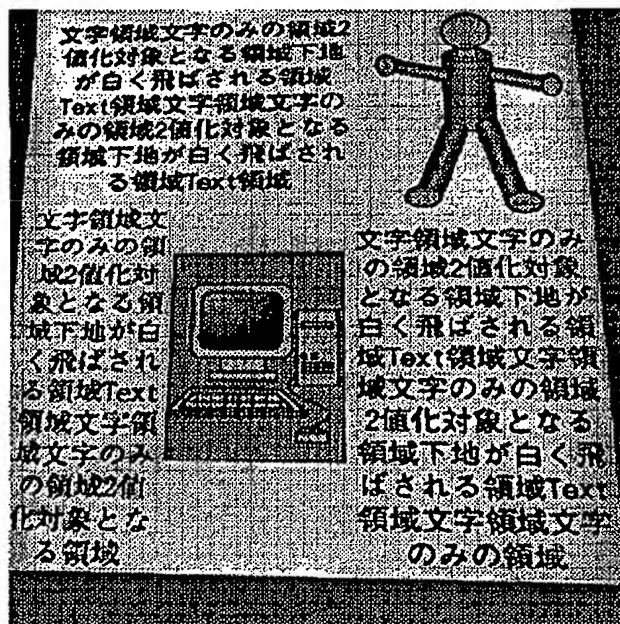 文字領域文字のみの領域2
値化対象となる領域下地
が白く飛ばされる領域
Text領域文字領域文字の
みの領域2値化対象となる
領域下地が白く飛ばされ
る領域Text領域
文字領域文
字のみの領
域2値化対
象となる領
域下地が白
く飛ばされ
る領域Text
領域文字領
域文字のみ
の領域2値
化対象とな
る領域
文字領域文字のみ
の領域2値化対象
となる領域下地が
白く飛ばされる領
域Text領域文字領
域文字のみの領域
2値化対象となる
領域下地が白く飛
ばされる領域Text
領域文字領域文字
のみの領域